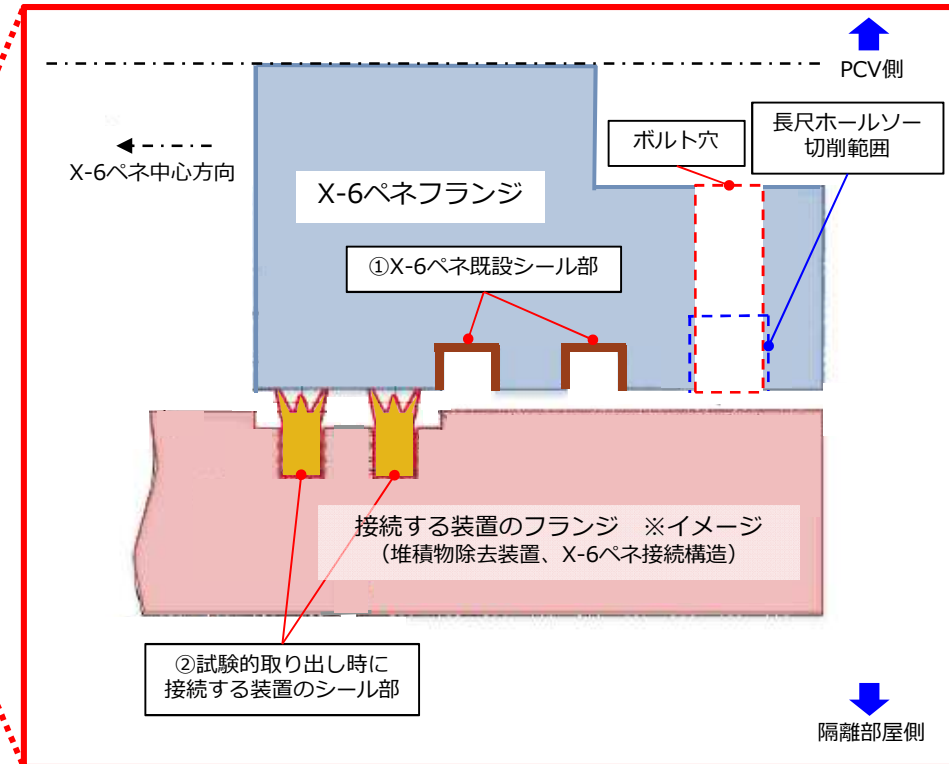 PCV側
長尺ホールソー
切削範囲
ボルト穴
X-6ペネ中心方向
X-6ペネフランジ
①X-6ペネ既設シール部
接続する装置のフランジ　※イメージ
（堆積物除去装置、X-6ペネ接続構造）
②試験的取り出し時に
接続する装置のシール部
隔離部屋側